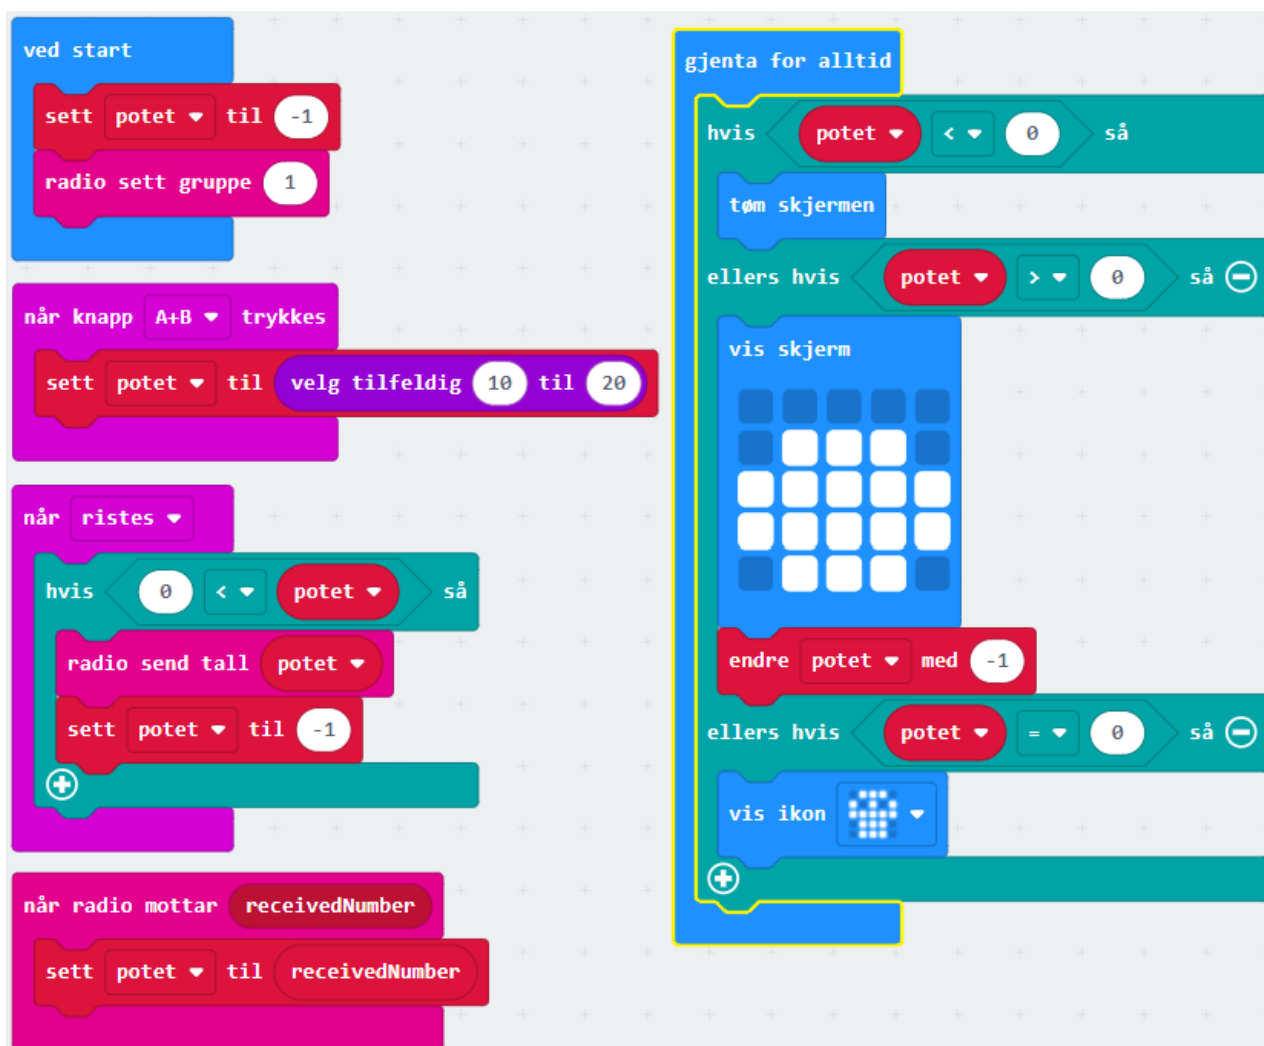 ved start
sett potet til -1
radio sett gruppe 1
når knapp A+B trykkes
sett potet til velg tilfeldig 10 til 20
når ristes
hvis 0 < potet så
radio send tall potet
sett potet til -1
når radio mottar receivedNumber
sett potet til receivedNumber
gjenta for alltid
hvis potet < 0 så
tøm skjermen
ellers hvis potet > 0 så
vis skjerm
endre potet med -1
ellers hvis potet = 0 så
vis ikon